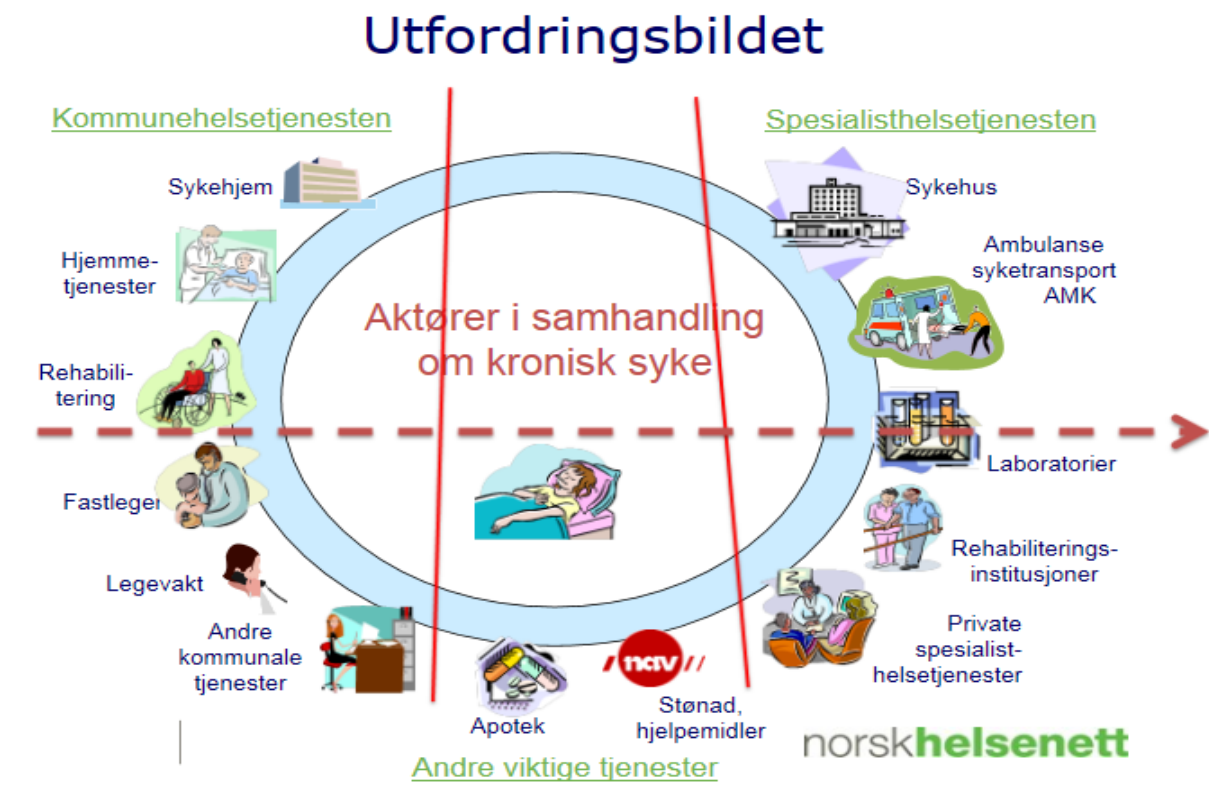 Utfordringsbildet
Kommunehelsetjenesten
Spesialisthelsetjenesten
Sykehjem
Hjemme-
tjenester
Rehabili-
tering
Fastleger
Legevakt
Andre
kommunale
tjenester
Aktører i samhandling
om kronisk syke
Sykehus
Ambulanse
syketransport
AMK
Laboratorier
Rehabiliterings-
institusjoner
Private
spesialist-
helsetjenester
Apotek
nav
Stønad,
hjelpemidler
Andre viktige tjenester
norskhelsenett